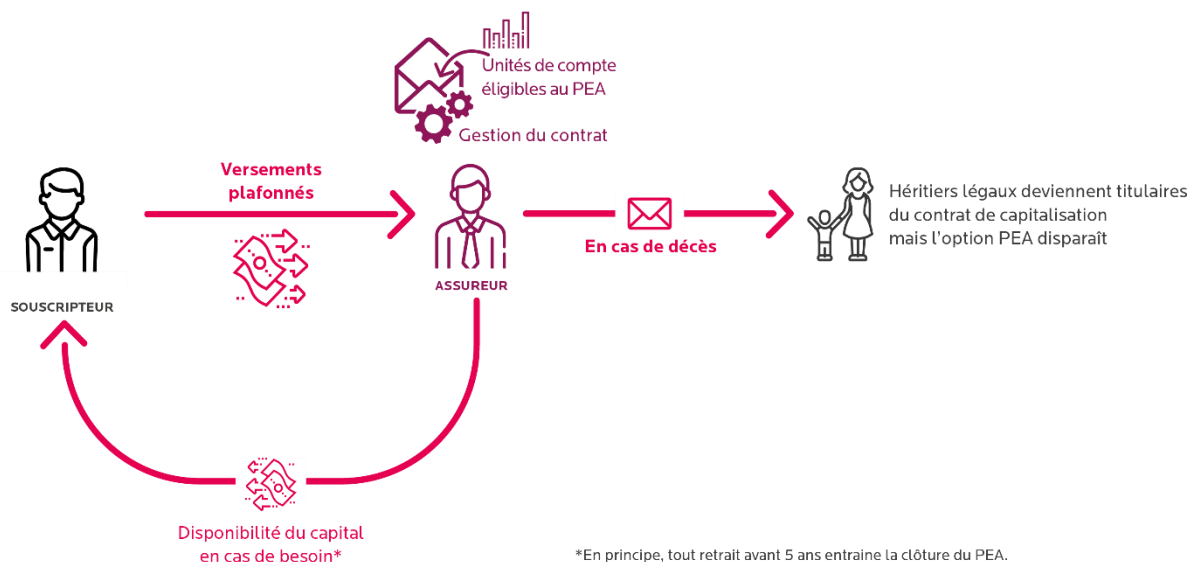 Unités de compte
éligibles au PEA
Gestion du contrat
Versements
plafonnés
SOUSCRIPTEUR
ASSUREUR
En cas de décès
Héritiers légaux deviennent titulaires
du contrat de capitalisation
mais l'option PEA disparaît
Disponibilité du capital
en cas de besoin*
*En principe, tout retrait avant 5 ans entraine la clôture du PEA.